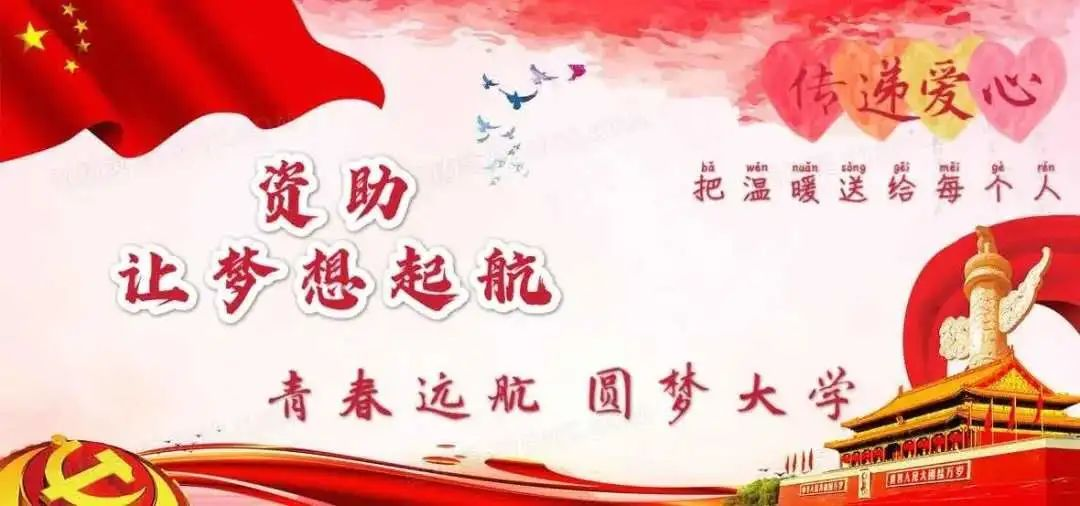 传递爱心
bǎ wēn nuǎn sòng gěi měi gè rén
把温暖送给每个人
资助
让梦想起航
青春远航 圆梦大学